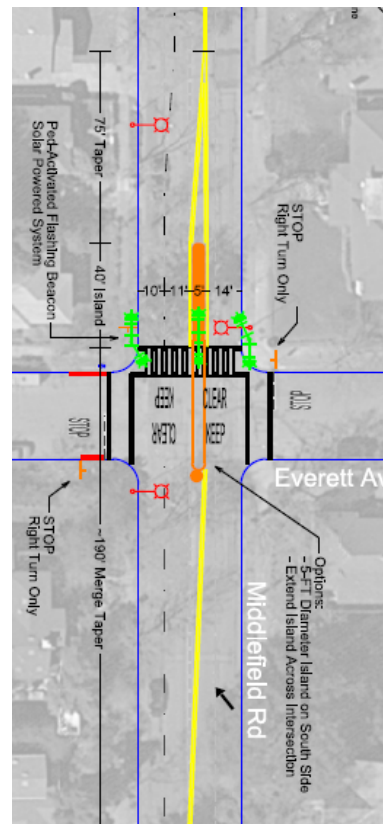 75' Taper
Ped-Activated Flashing Beacon
Solar Powered System
40' Island
10'
11'
5'
14'
STOP
Right Turn Only
KEEP
CLEAR
CLEAR
KEEP
STOP
STOP
Everett Av
STOP
Right Turn Only
~190' Merge Taper
Options:
- 5-FT Diameter Island on South Side
- Extend Island Across Intersection
Middlefield Rd